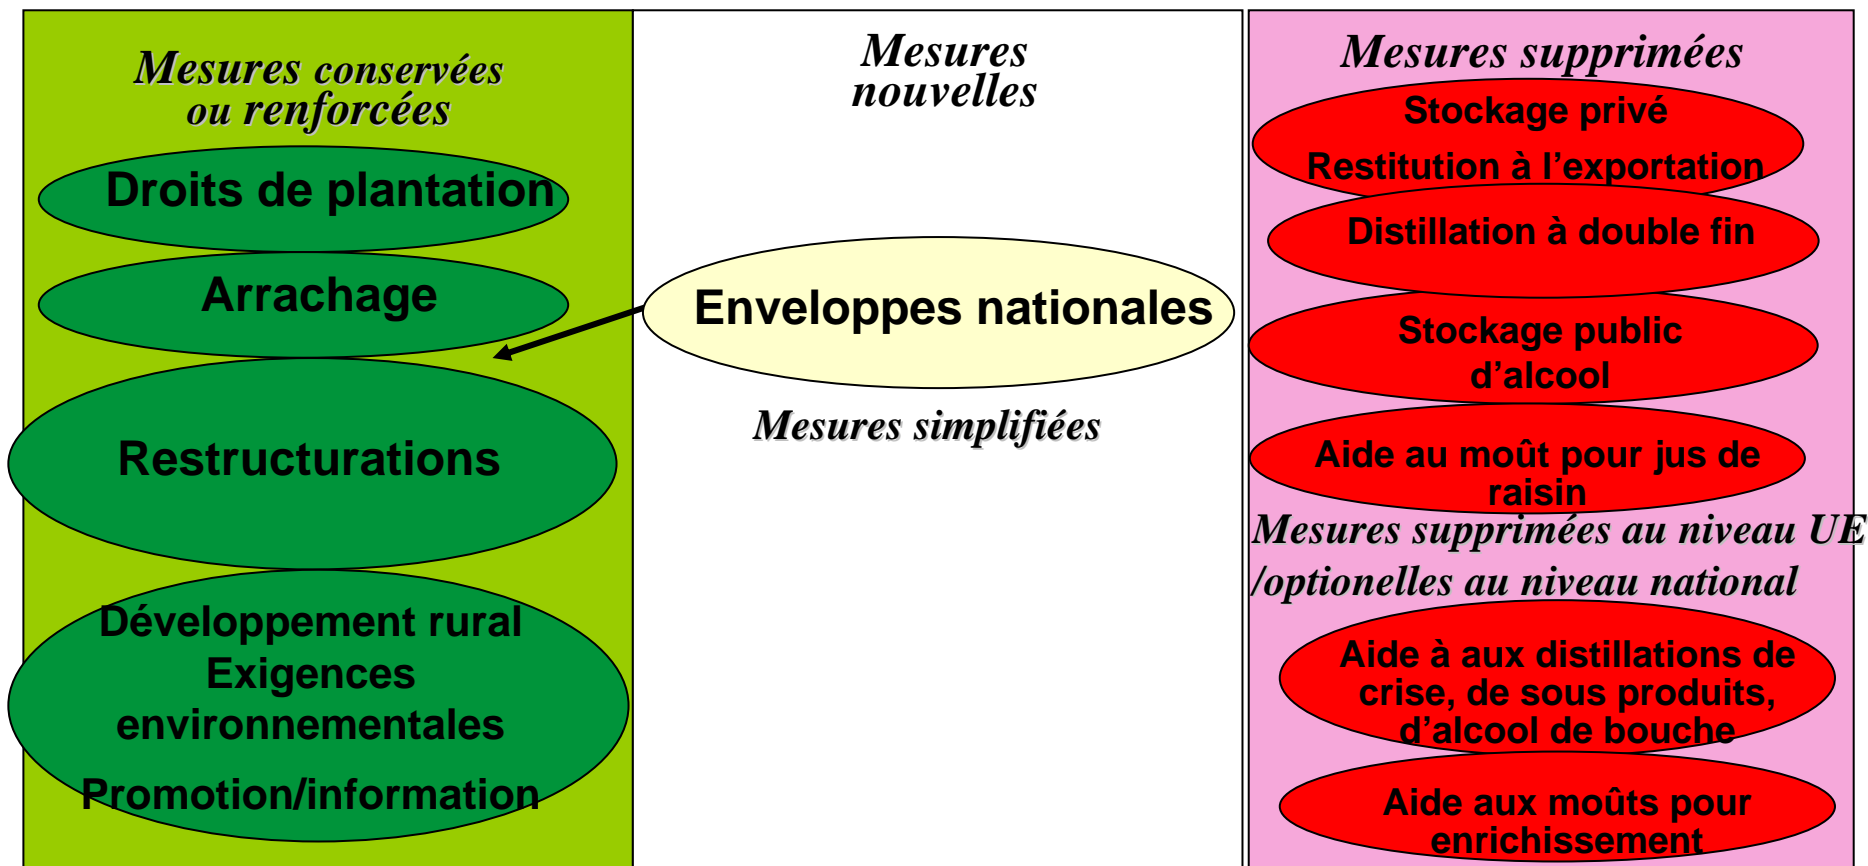 Mesures conservées
ou renforcées
Droits de plantation
Arrachage
Restructurations
Développement rural
Exigences
environnementales
Promotion/information
Mesures
nouvelles
Enveloppes nationales
Mesures simplifiées
Mesures supprimées
Stockage privé
Restitution à l’exportation
Distillation à double fin
Stockage public
d’alcool
Aide au moût pour jus de
raisin
Mesures supprimées au niveau UE
/optionelles au niveau national
Aide à aux distillations de
crise, de sous produits,
d’alcool de bouche
Aide aux moûts pour
enrichissement